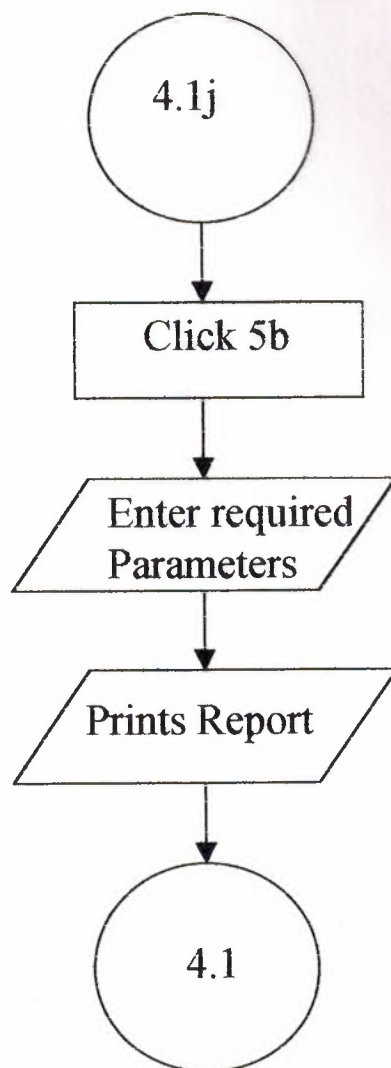 4.1j
Click 5b
Enter required
Parameters
Prints Report
4.1